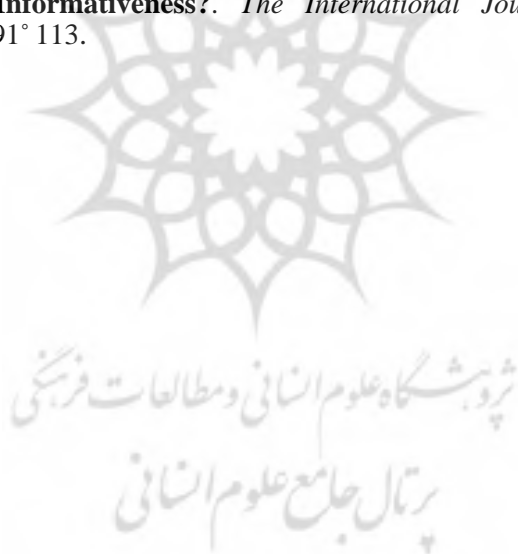 Informativeness?. The International Jou
91° 113.
پژوهشگاه علوم انسانی و مطالعات فرهنگی
پرتال جامع علوم انسانی